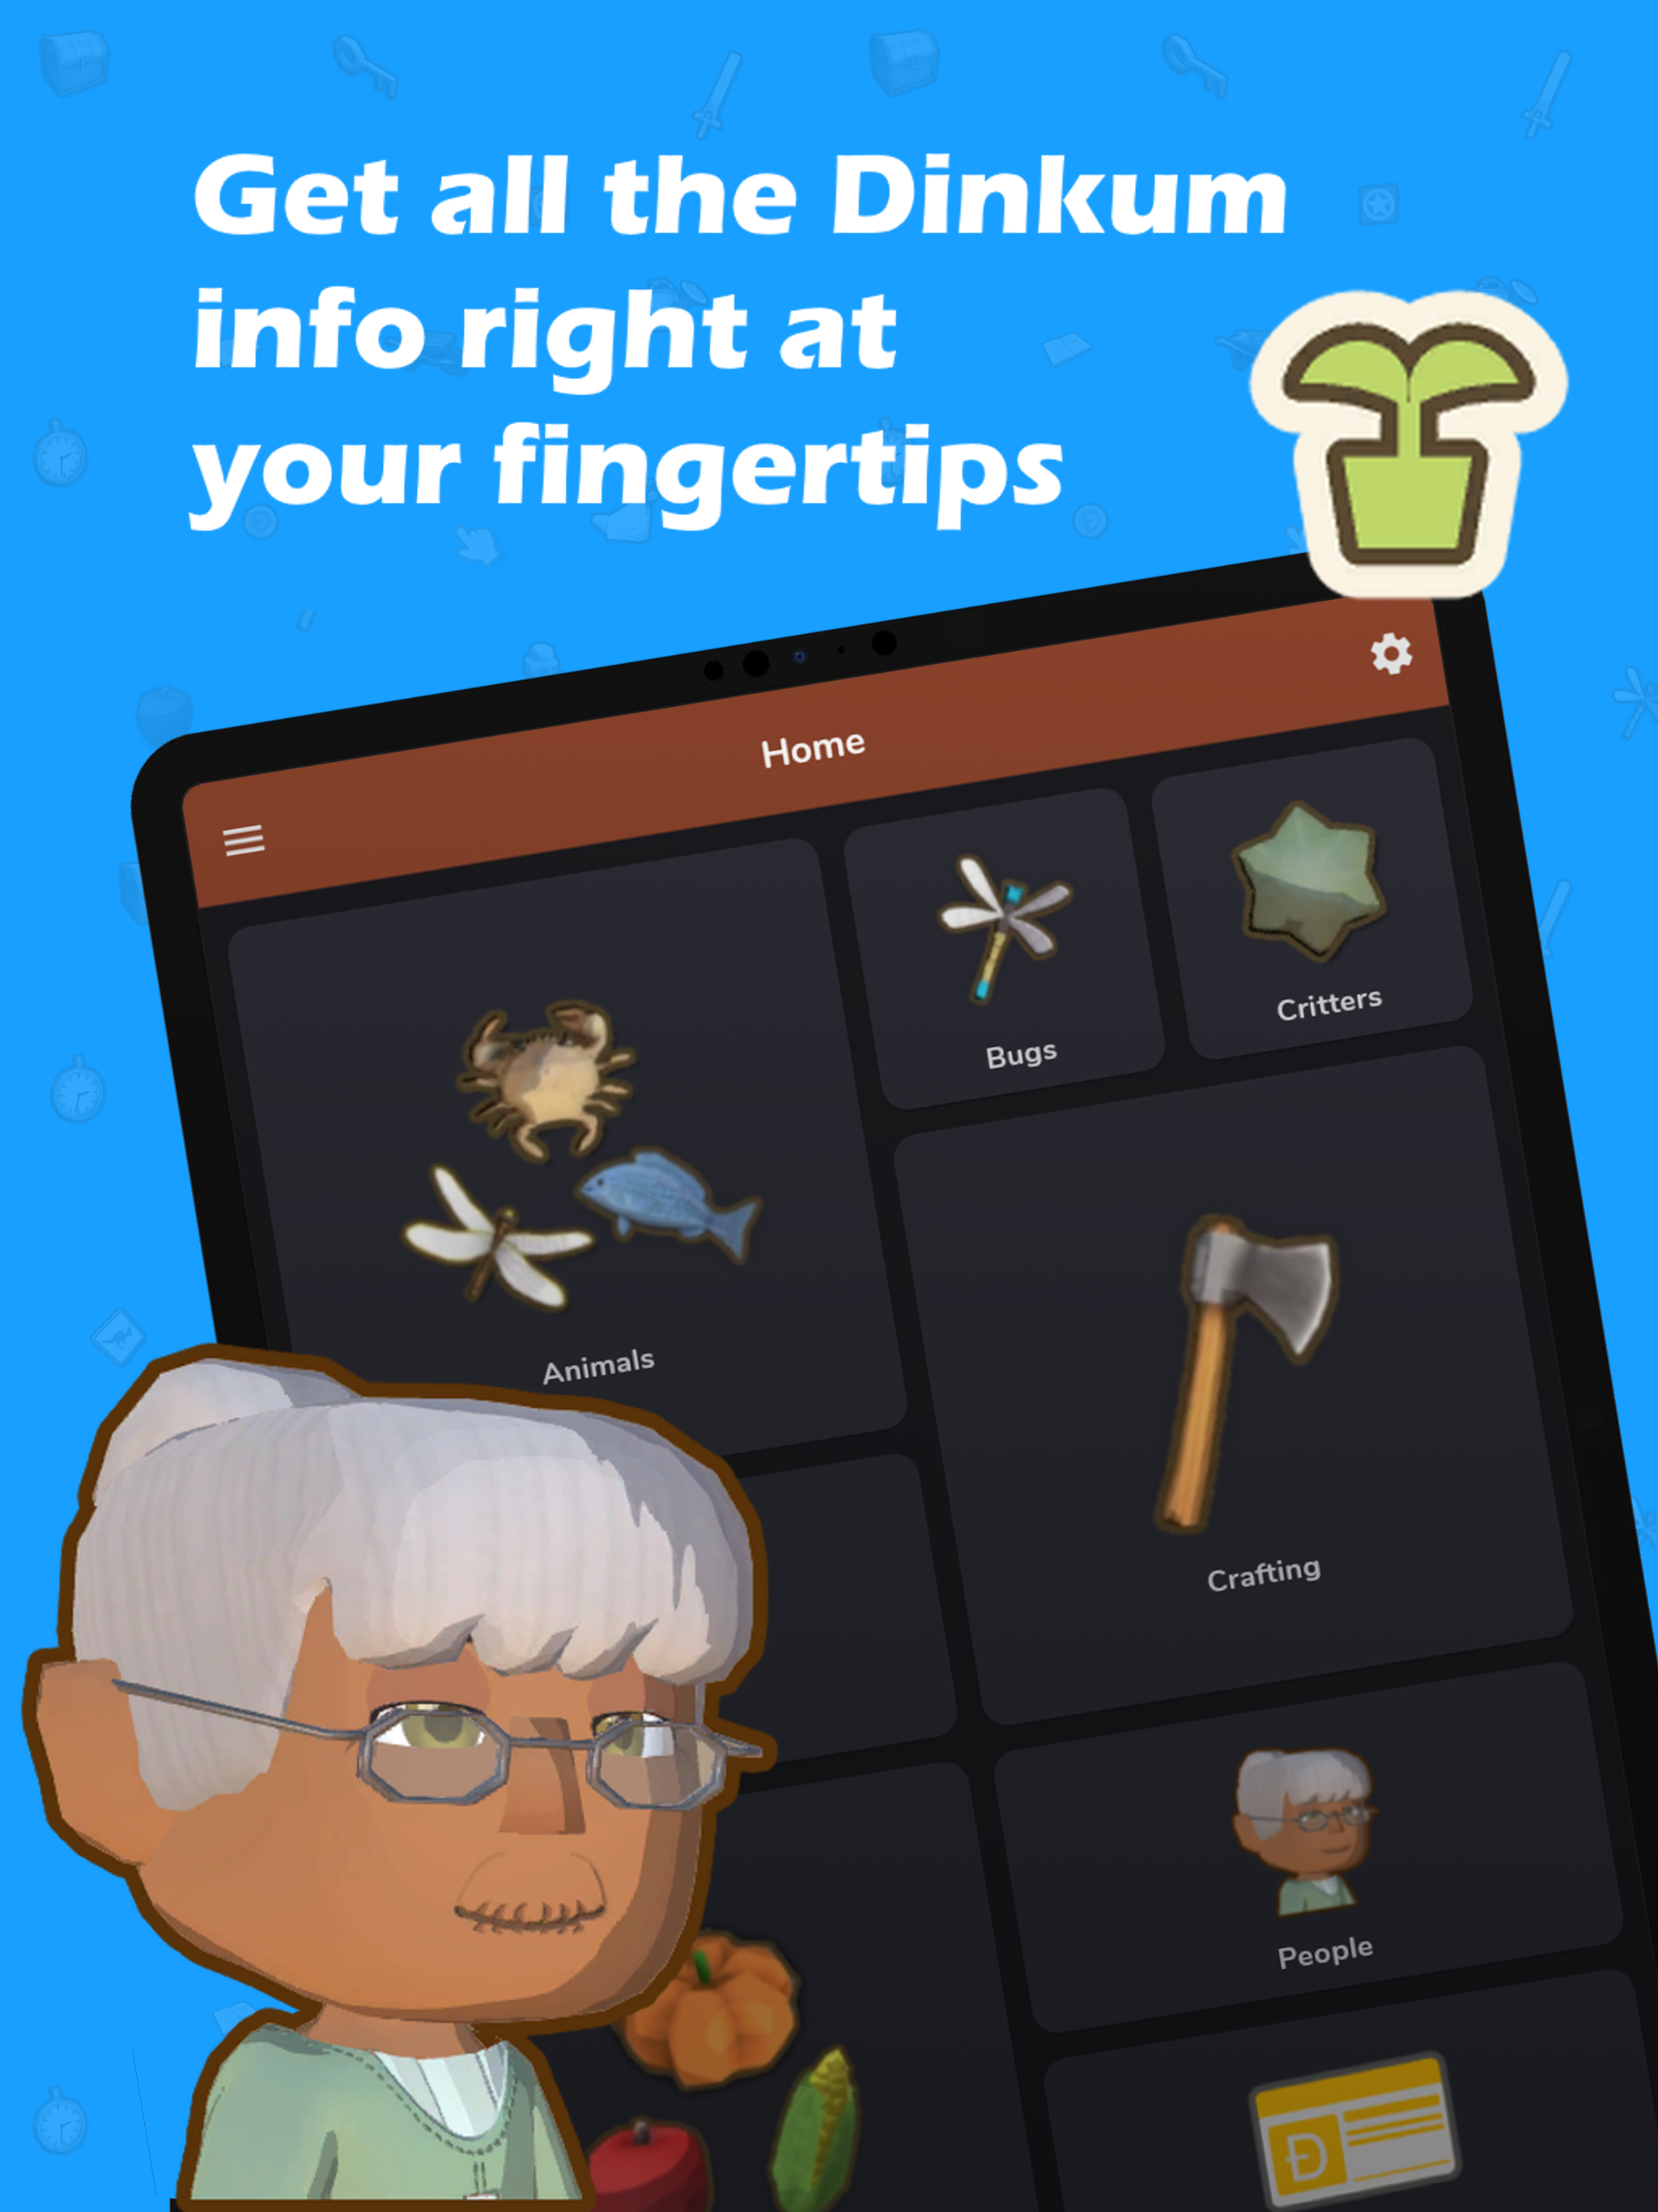 Get all the Dinkum
info right at
your fingertips
Home
Bugs
Critters
Animals
Crafting
People